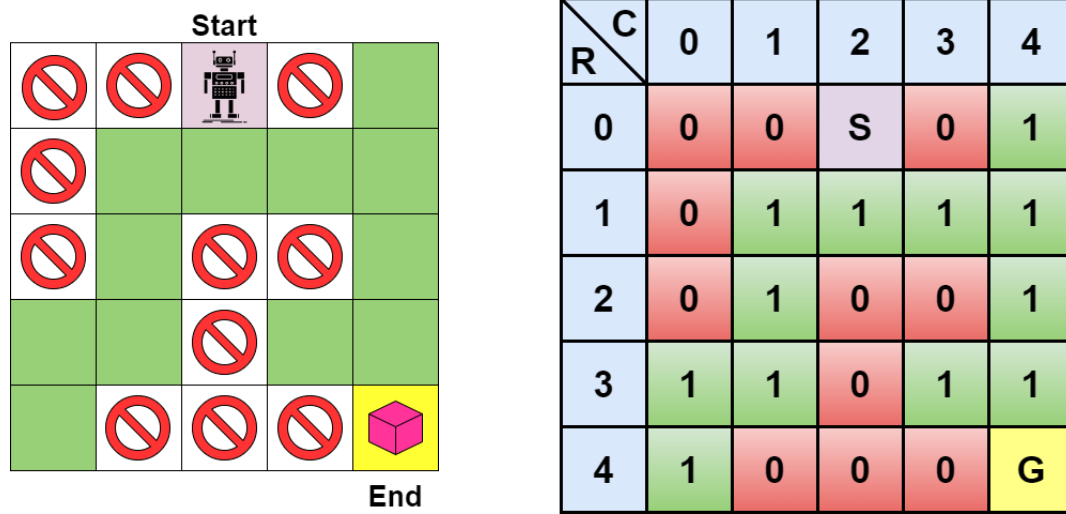 Start
End
C
R
0 1 2 3 4
0 0 0 S 0 1
1 0 1 1 1 1
2 0 1 0 0 1
3 1 1 0 1 1
4 1 0 0 0 G